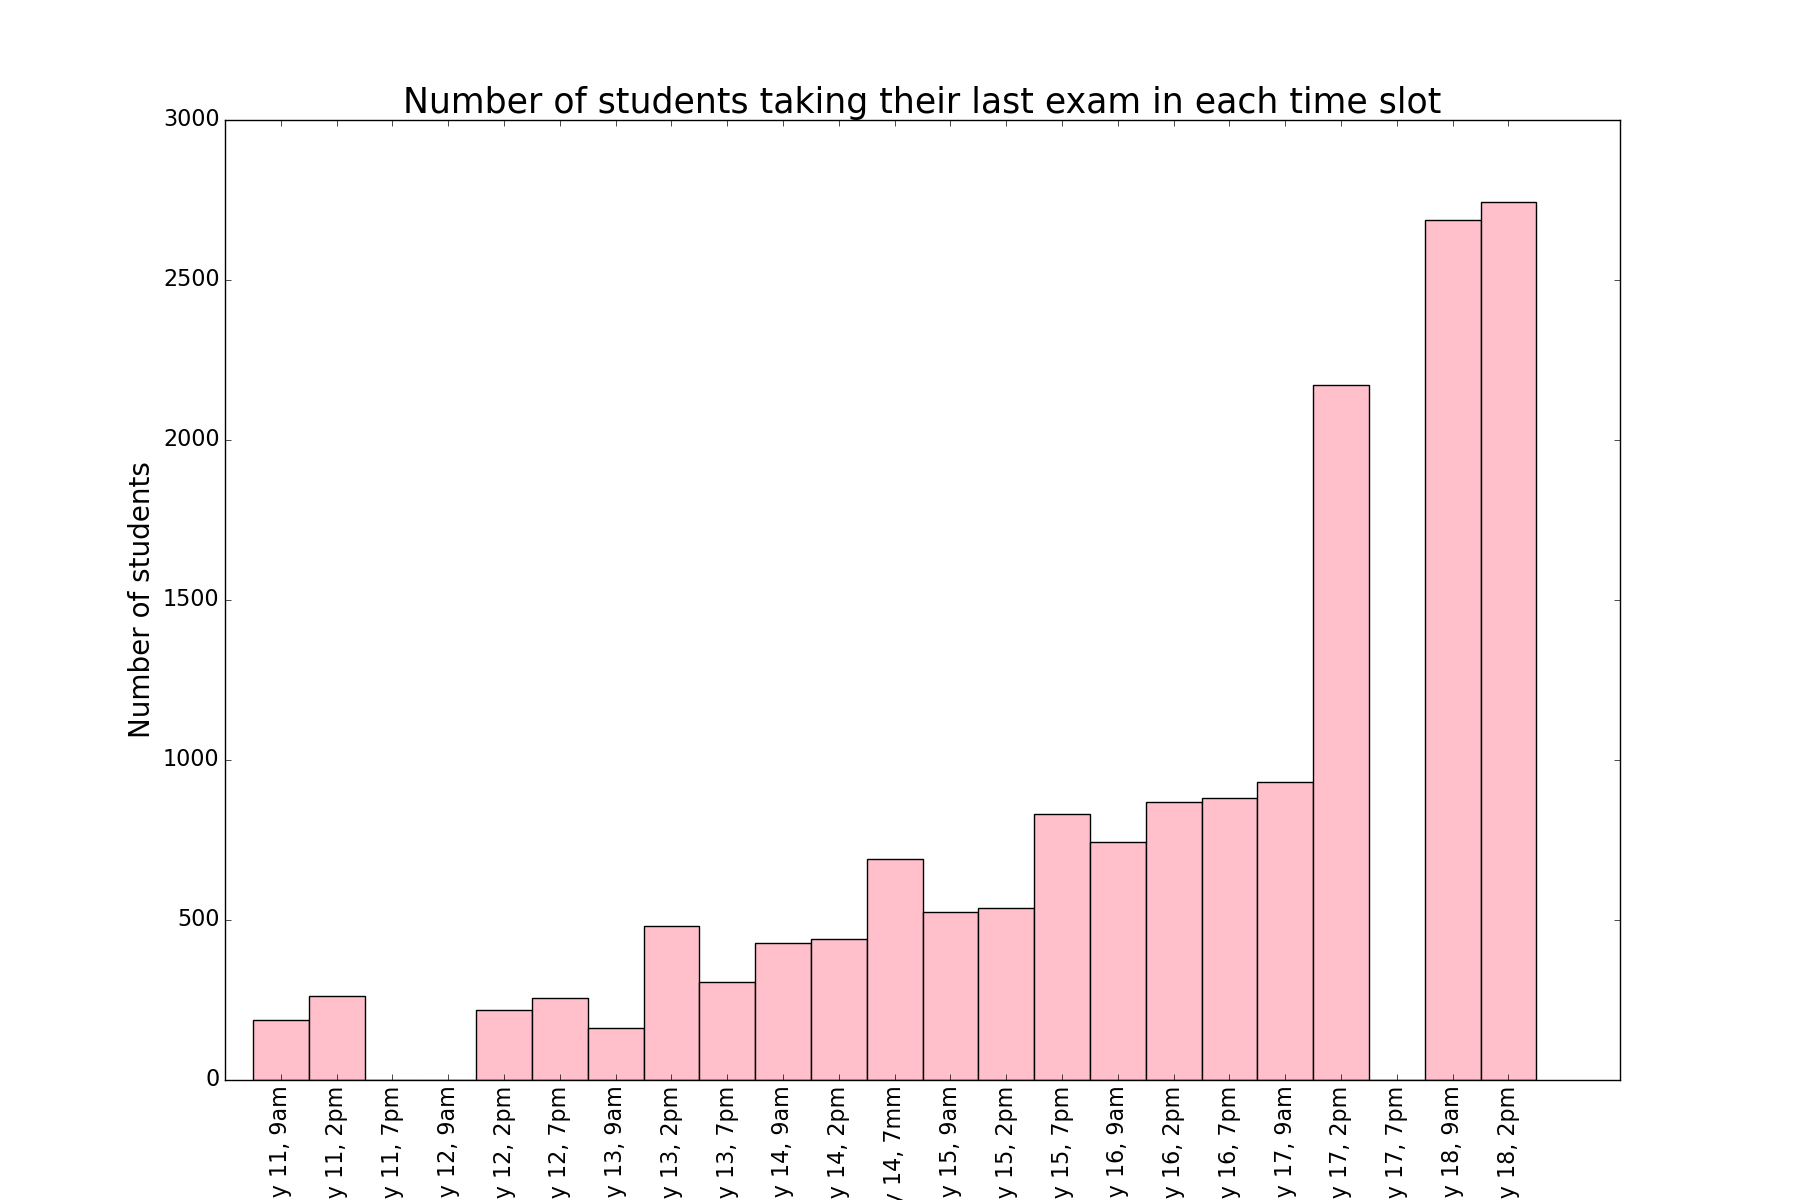 Number of students taking their last exam in each time slot
Number of students
3000
2500
2000
1500
1000
500
0
y 11, 9am
y 11, 2pm
y 11, 7pm
y 12, 9am
y 12, 2pm
y 12, 7pm
y 13, 9am
y 13, 2pm
y 13, 7pm
y 14, 9am
y 14, 2pm
y 14, 7mm
y 15, 9am
y 15, 2pm
y 15, 7pm
y 16, 9am
y 16, 2pm
y 16, 7pm
y 17, 9am
y 17, 2pm
y 17, 7pm
y 18, 9am
y 18, 2pm